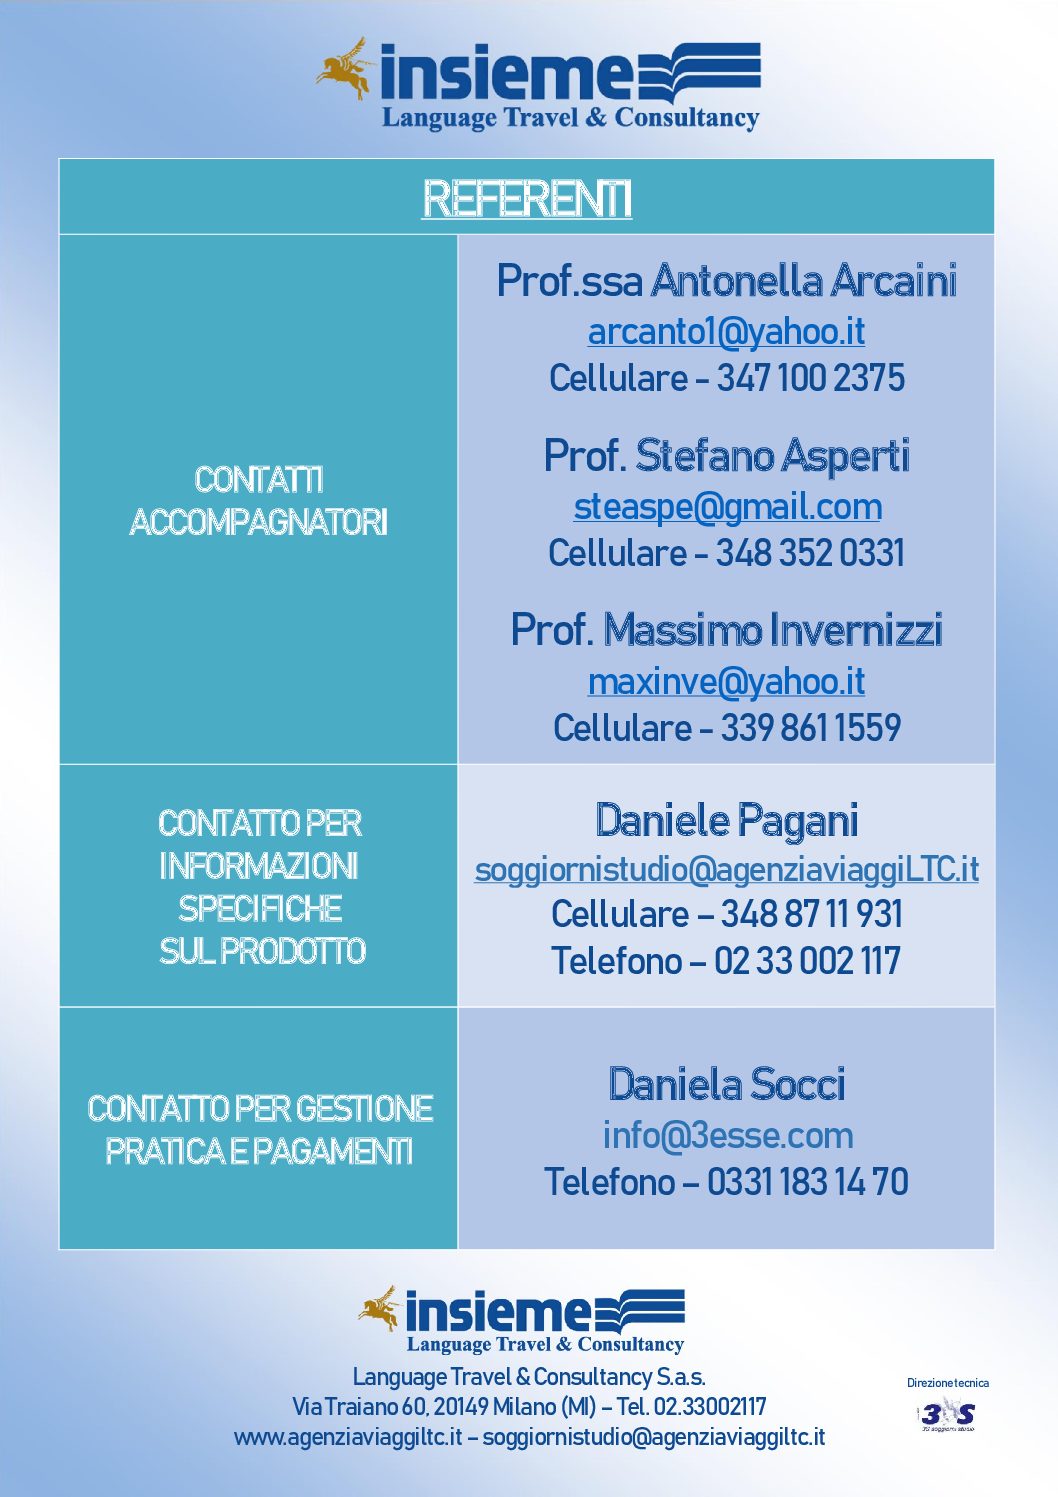 insieme
Language Travel & Consultancy
REFERENTI
CONTATTI
ACCOMPAGNATORI
Prof.ssa Antonella Arcaini
arcanto1@yahoo.it
Cellulare - 347 100 2375
Prof. Stefano Asperti
steaspe@gmail.com
Cellulare - 348 352 0331
Prof. Massimo Invernizzi
maxinve@yahoo.it
Cellulare - 339 861 1559
CONTATTO PER
INFORMAZIONI
SPECIFICHE
SUL PRODOTTO
Daniele Pagani
soggiornistudio@agenziaviaggiLTC.it
Cellulare – 348 87 11 931
Telefono – 02 33 002 117
CONTATTO PER GESTIONE
PRATICA E PAGAMENTI
Daniela Socci
info@3esse.com
Telefono – 0331 183 14 70
insieme
Language Travel & Consultancy
Language Travel & Consultancy S.a.s.
Via Traiano 60, 20149 Milano (MI) – Tel. 02.33002117
www.agenziaviaggiltc.it – soggiornistudio@agenziaviaggiltc.it
Direzione tecnica
3S
3S soggiorni studio